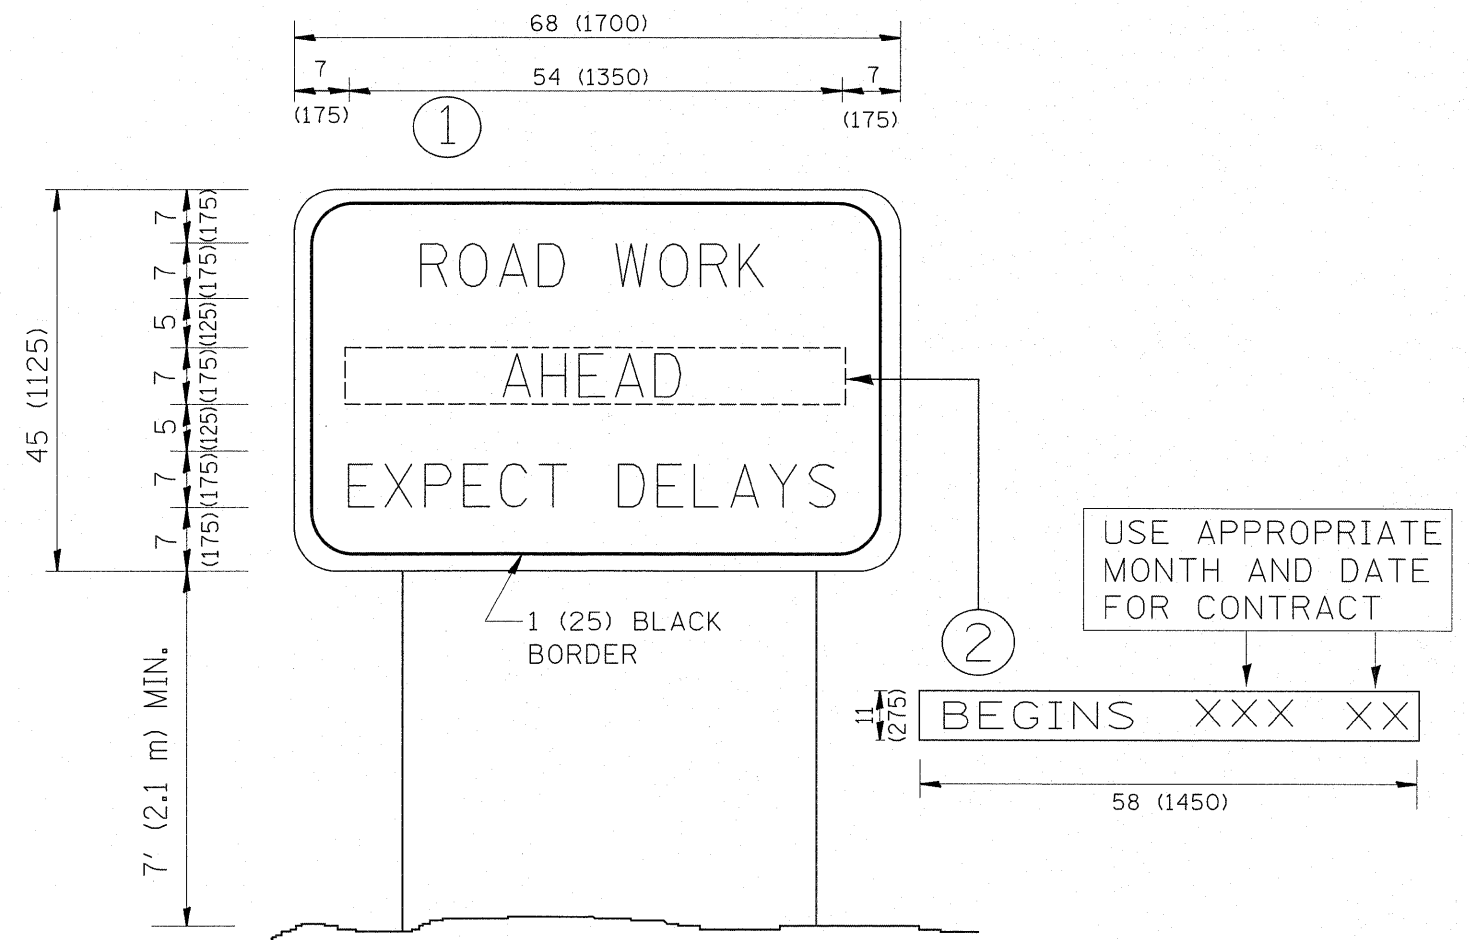 68 (1700)
7
54 (1350)
7
(175)
(175)
1
45 (1125)
7
(175)
7
(175)
5
(125)
7
(175)
5
(125)
7
(175)
7
(175)
ROAD WORK
AHEAD
EXPECT DELAYS
1 (25) BLACK
BORDER
7' (2.1 m) MIN.
2
USE APPROPRIATE
MONTH AND DATE
FOR CONTRACT
11
(275)
BEGINS XXX XX
58 (1450)